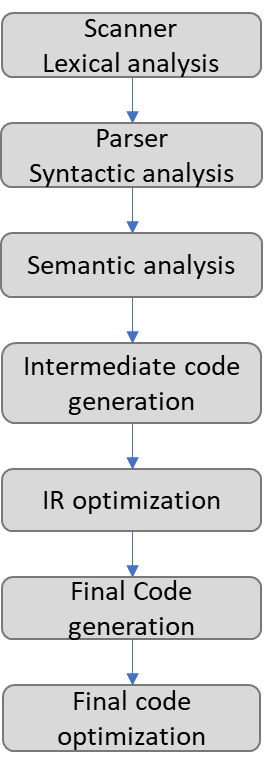 Scanner
Lexical analysis
Parser
Syntactic analysis
Semantic analysis
Intermediate code
generation
IR optimization
Final Code
generation
Final code
optimization